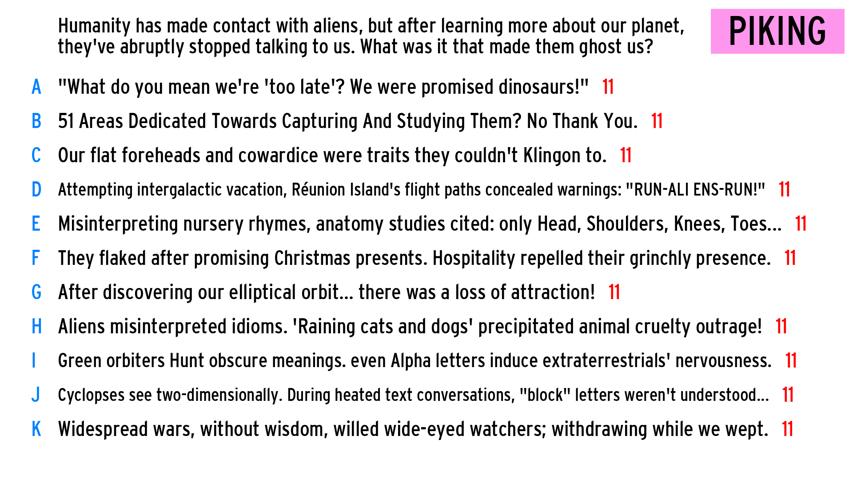 Humanity has made contact with aliens, but after learning more about our planet,
they've abruptly stopped talking to us. What was it that made them ghost us?
PIKING
A "What do you mean we're 'too late'? We were promised dinosaurs!" 11
B 51 Areas Dedicated Towards Capturing And Studying Them? No Thank You. 11
C Our flat foreheads and cowardice were traits they couldn't Klingon to. 11
D Attempting intergalactic vacation, Réunion Island's flight paths concealed warnings: "RUN-ALI ENS-RUN!" 11
E Misinterpreting nursery rhymes, anatomy studies cited: only Head, Shoulders, Knees, Toes... 11
F They flaked after promising Christmas presents. Hospitality repelled their grinchly presence. 11
G After discovering our elliptical orbit... there was a loss of attraction! 11
H Aliens misinterpreted idioms. 'Raining cats and dogs' precipitated animal cruelty outrage! 11
I Green orbiters Hunt obscure meanings. even Alpha letters induce extraterrestrials' nervousness. 11
J Cyclopses see two-dimensionally. During heated text conversations, "block" letters weren't understood... 11
K Widespread wars, without wisdom, willed wide-eyed watchers; withdrawing while we wept. 11